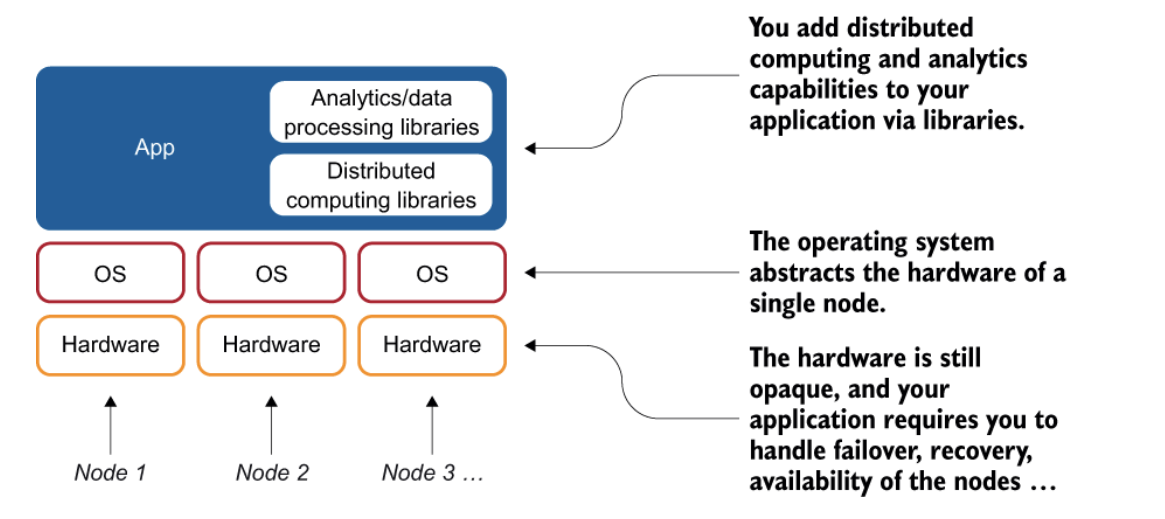 You add distributed
computing and analytics
capabilities to your
application via libraries.
Analytics/data
processing libraries
App
Distributed
computing libraries
The operating system
abstracts the hardware of a
single node.
OS
OS
OS
The hardware is still
opaque, and your
application requires you to
handle failover, recovery,
availability of the nodes …
Hardware
Hardware
Hardware
Node 1
Node 2
Node 3 …